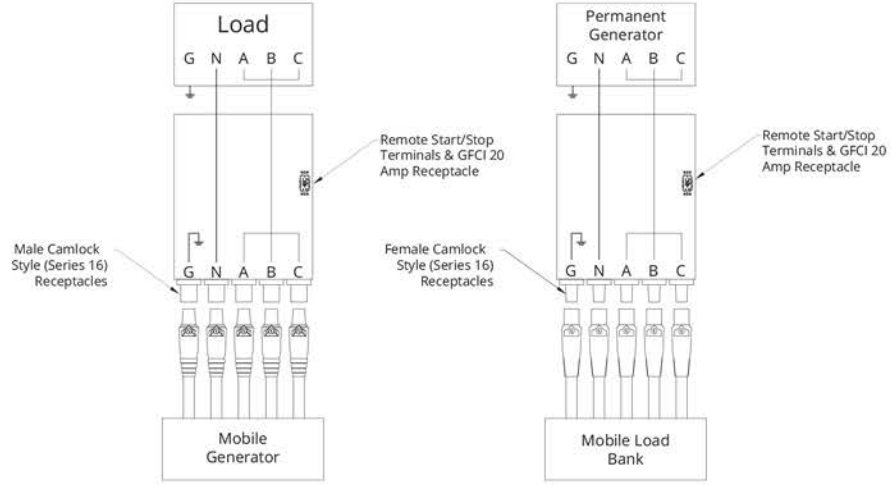 Load
G N A B C
Remote Start/Stop
Terminals & GFCI 20
Amp Receptacle
Male Camlock
Style (Series 16)
Receptacles
G N A B C
Mobile
Generator
Permanent
Generator
G N A B C
Remote Start/Stop
Terminals & GFCI 20
Amp Receptacle
Female Camlock
Style (Series 16)
Receptacles
G N A B C
Mobile Load
Bank